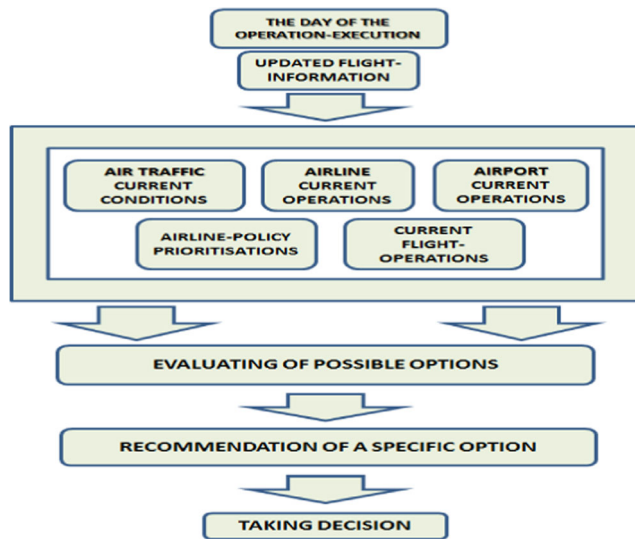 THE DAY OF THE
OPERATION-EXECUTION
UPDATED FLIGHT-
INFORMATION
AIR TRAFFIC
CURRENT
CONDITIONS
AIRLINE
CURRENT
OPERATIONS
AIRPORT
CURRENT
OPERATIONS
AIRLINE-POLICY
PRIORITISATIONS
CURRENT
FLIGHT-
OPERATIONS
EVALUATING OF POSSIBLE OPTIONS
RECOMMENDATION OF A SPECIFIC OPTION
TAKING DECISION